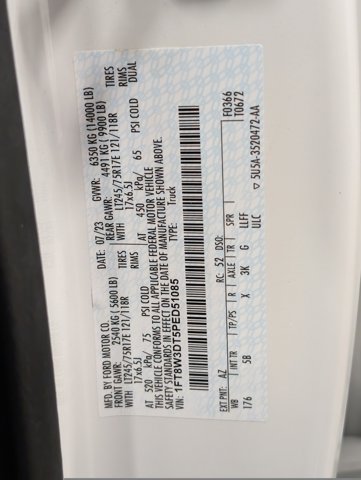 MFD. BY FORD MOTOR CO.
DATE: 07/23 GVWR: 6350 KG (14000 LB)
FRONT GAWR: 2540 KG (5600 LB) REAR GAWR: 4491 KG (9900 LB)
WITH LT245/75R17E 121/118R WITH LT245/75R17E 121/118R TIRES
17x6.5J 17x6.5J RIMS
AT 520 kPa/ 75 PSI COLD AT 450 kPa/ 65 PSI COLD DUAL
THIS VEHICLE CONFORMS TO ALL APPLICABLE FEDERAL MOTOR VEHICLE
SAFETY STANDARDS IN EFFECT ON THE DATE OF MANUFACTURE SHOWN ABOVE.
VIN: 1FT8W3DT5PED51085 TYPE: Truck
F0366
T0672
EXT PNT: AZ RC: 52 DSO:
WB INT TR TP/PS R AXLE TR SPR
176 5B X 3K G LLEF
ULC
5U5A-3S20472-AA